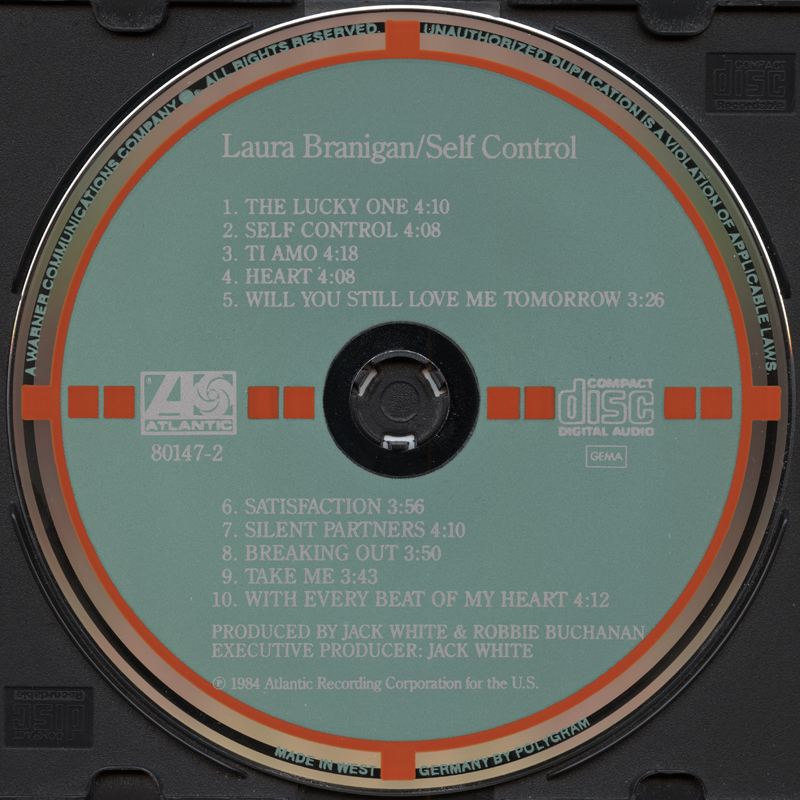 A WARNER COMMUNICATIONS COMPANY ALL RIGHTS RESERVED.
UNAUTHORIZED DUPLICATION IS A VIOLATION OF APPLICABLE LAWS
COMPACT
disc
Recordable
Laura Branigan/Self Control
1. THE LUCKY ONE 4:10
2. SELF CONTROL 4:08
3. TI AMO 4:18
4. HEART 4:08
5. WILL YOU STILL LOVE ME TOMORROW 3:26
ATLANTIC
80147-2
COMPACT
disc
DIGITAL AUDIO
GEMA
6. SATISFACTION 3:56
7. SILENT PARTNERS 4:10
8. BREAKING OUT 3:50
9. TAKE ME 3:43
10. WITH EVERY BEAT OF MY HEART 4:12
PRODUCED BY JACK WHITE & ROBBIE BUCHANAN
EXECUTIVE PRODUCER: JACK WHITE
℗ 1984 Atlantic Recording Corporation for the U.S.
COMPACT
disc
Recordable
MADE IN WEST GERMANY BY POLYGRAM